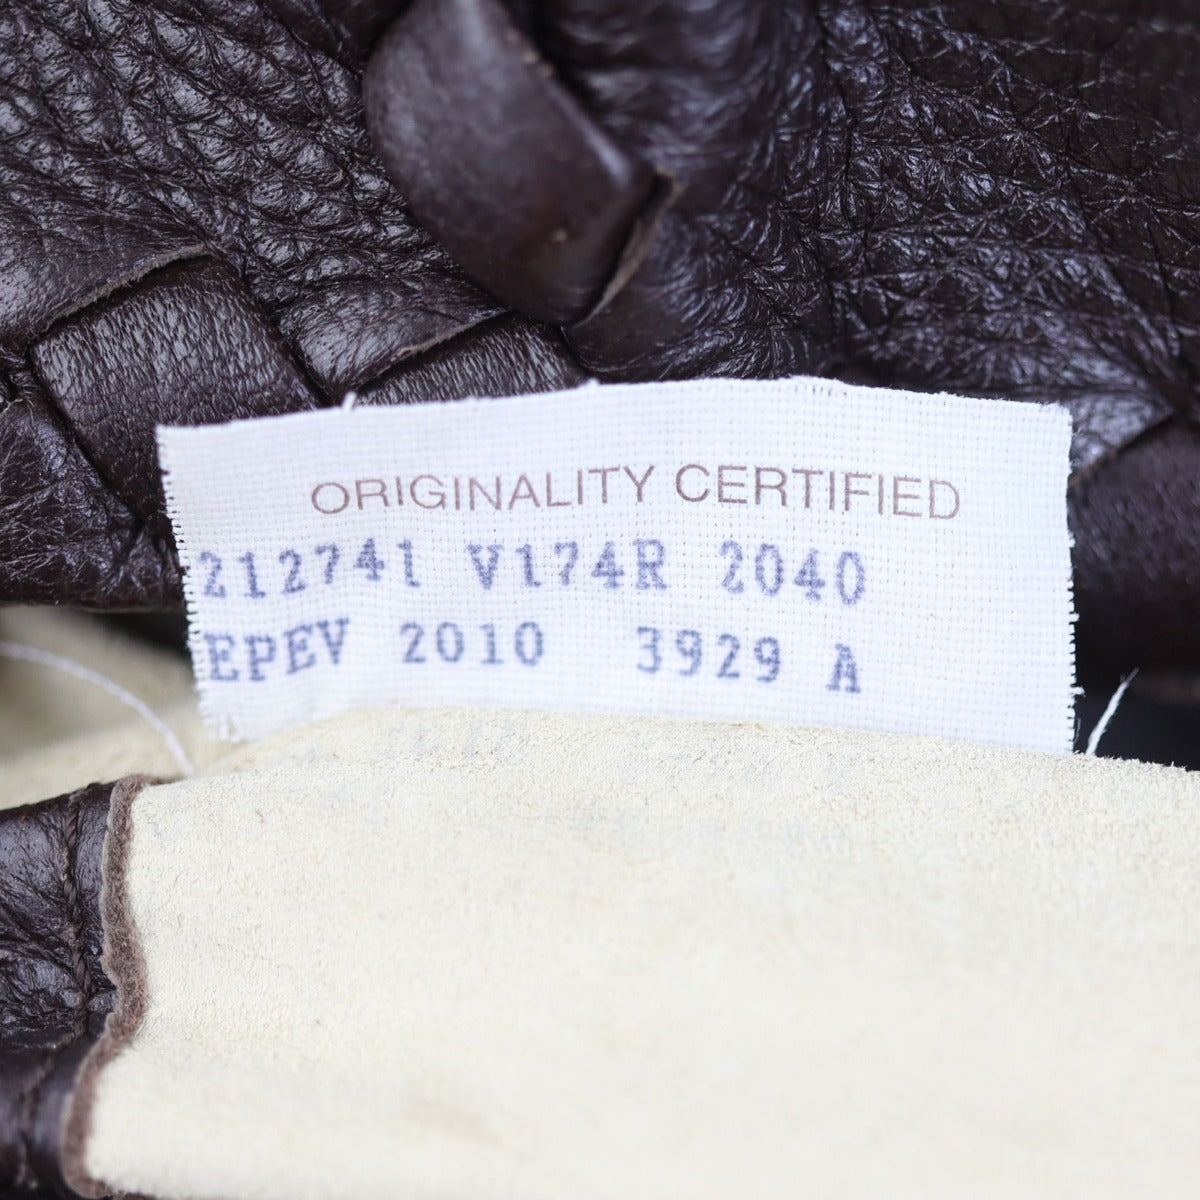 ORIGINALITY CERTIFIED
212741 V174R 2040
EPEV 2010 3929 A